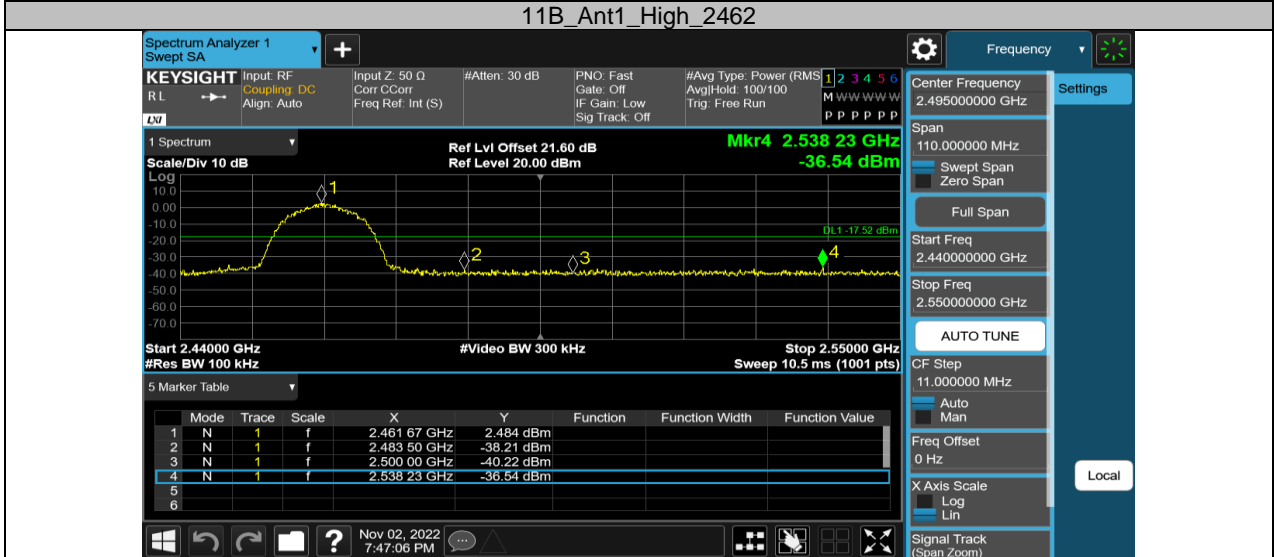 11B_Ant1_High_2462
Spectrum Analyzer 1
Swept SA
+
Frequency
KEYSIGHT
RL
LXI
Input: RF
Coupling: DC
Align: Auto
Input Z: 50 Ω
Corr CCorr
Freq Ref: Int (S)
#Atten: 30 dB
PNO: Fast
Gate: Off
IF Gain: Low
Sig Track: Off
#Avg Type: Power (RMS
Avg|Hold: 100/100
Trig: Free Run
1 2 3 4 5 6
M W W W W W
P P P P P P
1 Spectrum
Scale/Div 10 dB
Ref Lvl Offset 21.60 dB
Ref Level 20.00 dBm
Mkr4 2.538 23 GHz
-36.54 dBm
Log
10.0
0.00
-10.0
-20.0
-30.0
-40.0
-50.0
-60.0
-70.0
1
2
3
4
DL1 -17.52 dBm
Start 2.44000 GHz
#Video BW 300 kHz
Stop 2.55000 GHz
#Res BW 100 kHz
Sweep 10.5 ms (1001 pts)
5 Marker Table
Mode Trace Scale X Y Function Function Width Function Value
1 N 1 f 2.461 67 GHz 2.484 dBm
2 N 1 f 2.483 50 GHz -38.21 dBm
3 N 1 f 2.500 00 GHz -40.22 dBm
4 N 1 f 2.538 23 GHz -36.54 dBm
5
6
?
Nov 02, 2022
7:47:06 PM
Center Frequency
2.495000000 GHz
Span
110.000000 MHz
Swept Span
Zero Span
Full Span
Start Freq
2.440000000 GHz
Stop Freq
2.550000000 GHz
AUTO TUNE
CF Step
11.000000 MHz
Auto
Man
Freq Offset
0 Hz
X Axis Scale
Log
Lin
Signal Track
(Span Zoom)
Settings
Local